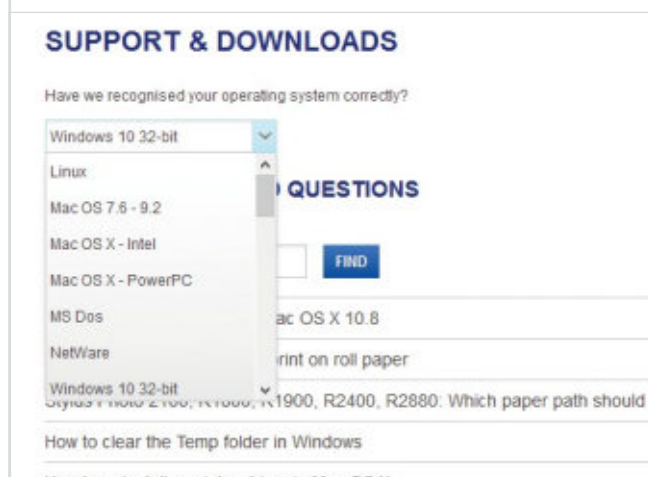 SUPPORT & DOWNLOADS
Have we recognised your operating system correctly?
Windows 10 32-bit
Linux
QUESTIONS
Mac OS 7.6 - 9.2
Mac OS X - Intel
FIND
Mac OS X - PowerPC
MS Dos
ac OS X 10.8
NetWare
rint on roll paper
Windows 10 32-bit
1900, R2400, R2880: Which paper path should
How to clear the Temp folder in Windows